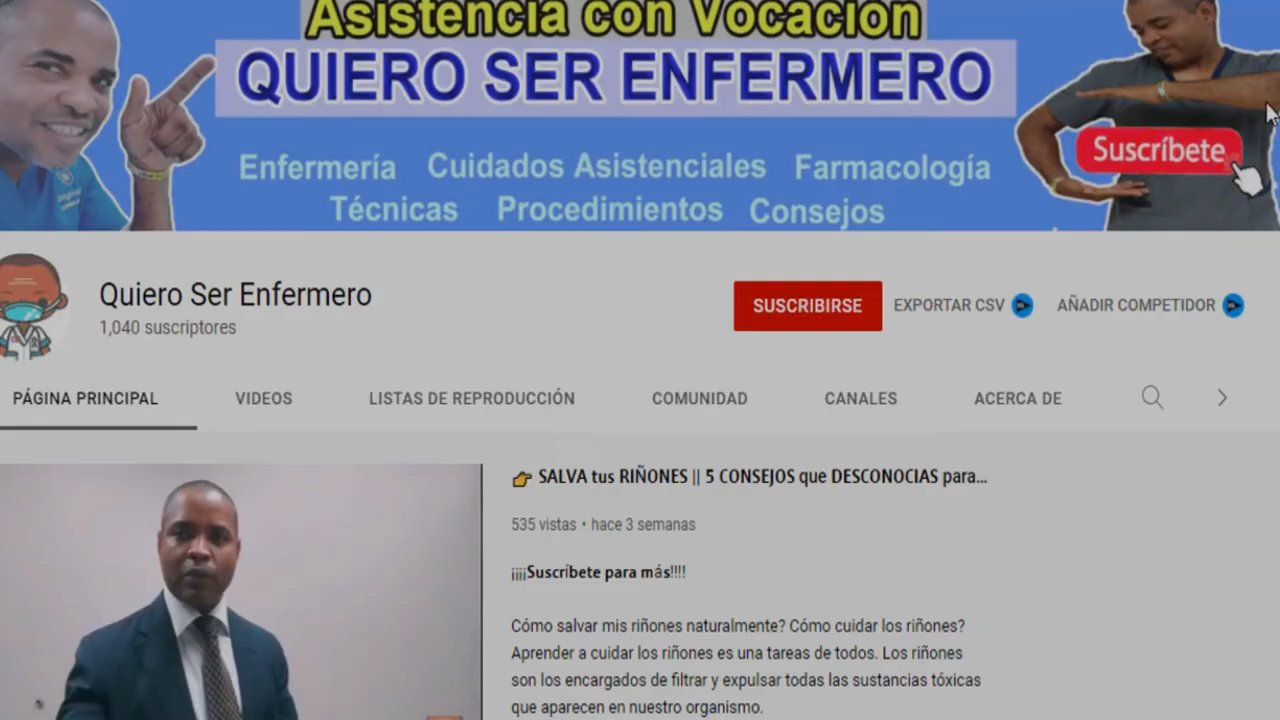 Asistencia con Vocación
QUIERO SER ENFERMERO
Enfermería Cuidados Asistenciales Farmacología
Técnicas Procedimientos Consejos
Suscríbete
Quiero Ser Enfermero
1,040 suscriptores
SUSCRIBIRSE
EXPORTAR CSV
AÑADIR COMPETIDOR
PÁGINA PRINCIPAL VIDEOS LISTAS DE REPRODUCCIÓN COMUNIDAD CANALES ACERCA DE
👉 SALVA tus RIÑONES || 5 CONSEJOS que DESCONOCIAS para...
535 vistas • hace 3 semanas
¡¡¡¡Suscríbete para más!!!!
Cómo salvar mis riñones naturalmente? Cómo cuidar los riñones?
Aprender a cuidar los riñones es una tareas de todos. Los riñones
son los encargados de filtrar y expulsar todas las sustancias tóxicas
que aparecen en nuestro organismo.